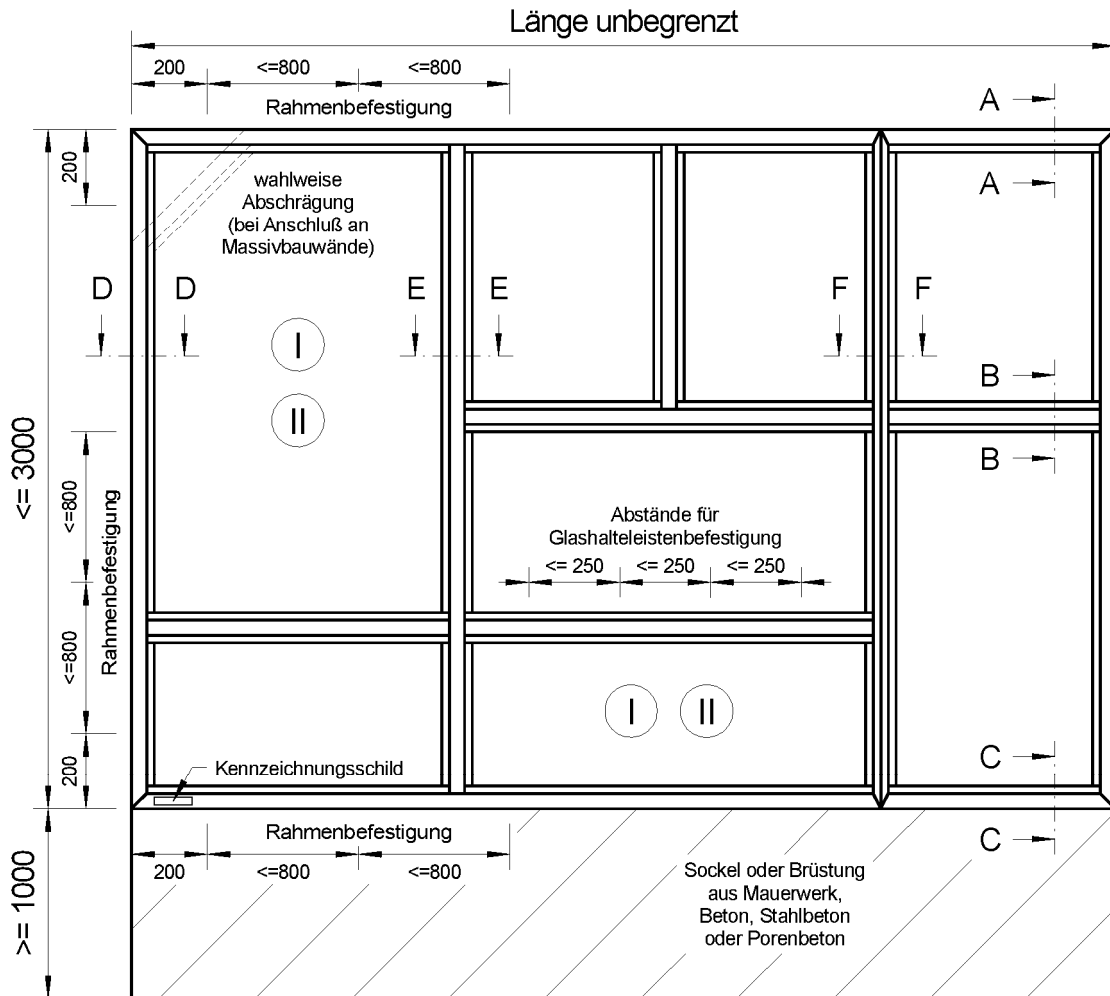 Länge unbegrenzt
200
<=800
<=800
Rahmenbefestigung
A
A
200
wahlweise
Abschrägung
(bei Anschluß an
Massivbauwände)
D
D
E
E
F
F
I
II
B
B
<= 3000
<=800
Rahmenbefestigung
<=800
200
Abstände für
Glashalteleistenbefestigung
<= 250
<= 250
<= 250
I
II
Kennzeichnungsschild
C
C
Rahmenbefestigung
200
<=800
<=800
>= 1000
Sockel oder Brüstung
aus Mauerwerk,
Beton, Stahlbeton
oder Porenbeton